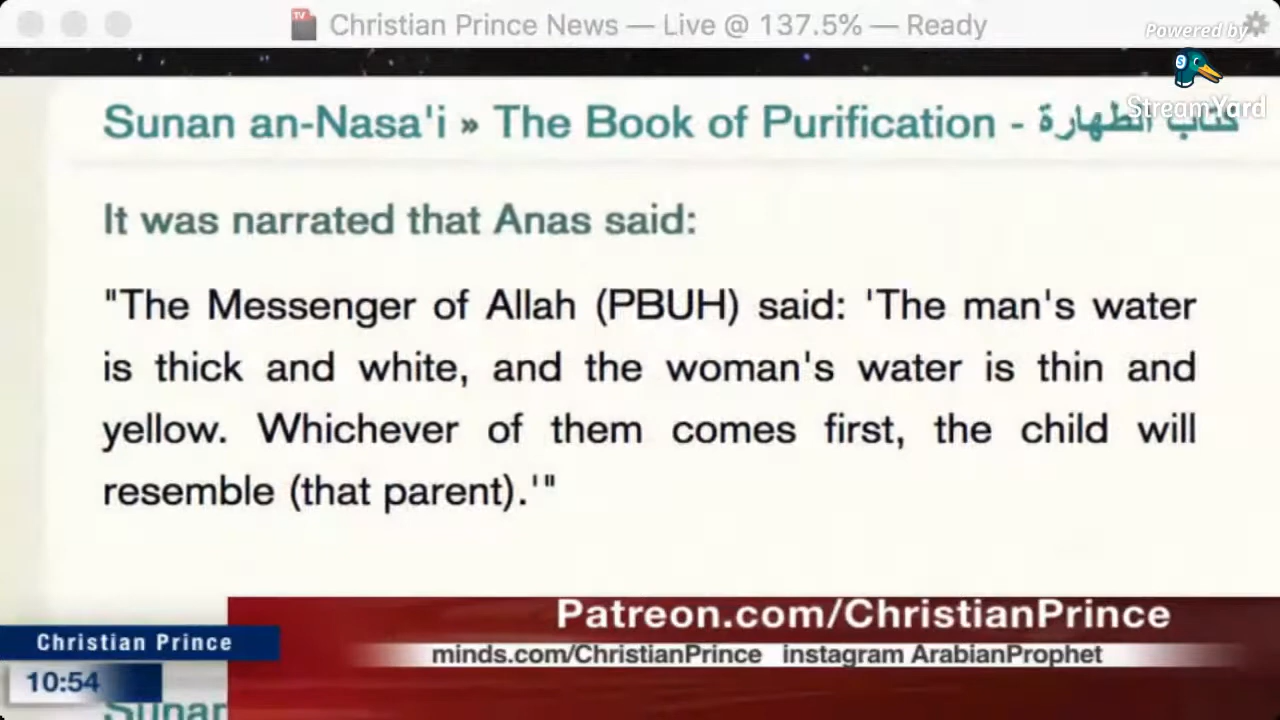 Christian Prince News — Live @ 137.5% — Ready
Powered by
StreamYard
Sunan an-Nasa'i » The Book of Purification - كتاب الطهارة
It was narrated that Anas said:
"The Messenger of Allah (PBUH) said: 'The man's water
is thick and white, and the woman's water is thin and
yellow. Whichever of them comes first, the child will
resemble (that parent).'"
Patreon.com/ChristianPrince
Christian Prince
minds.com/ChristianPrince instagram ArabianProphet
10:54
Sunan